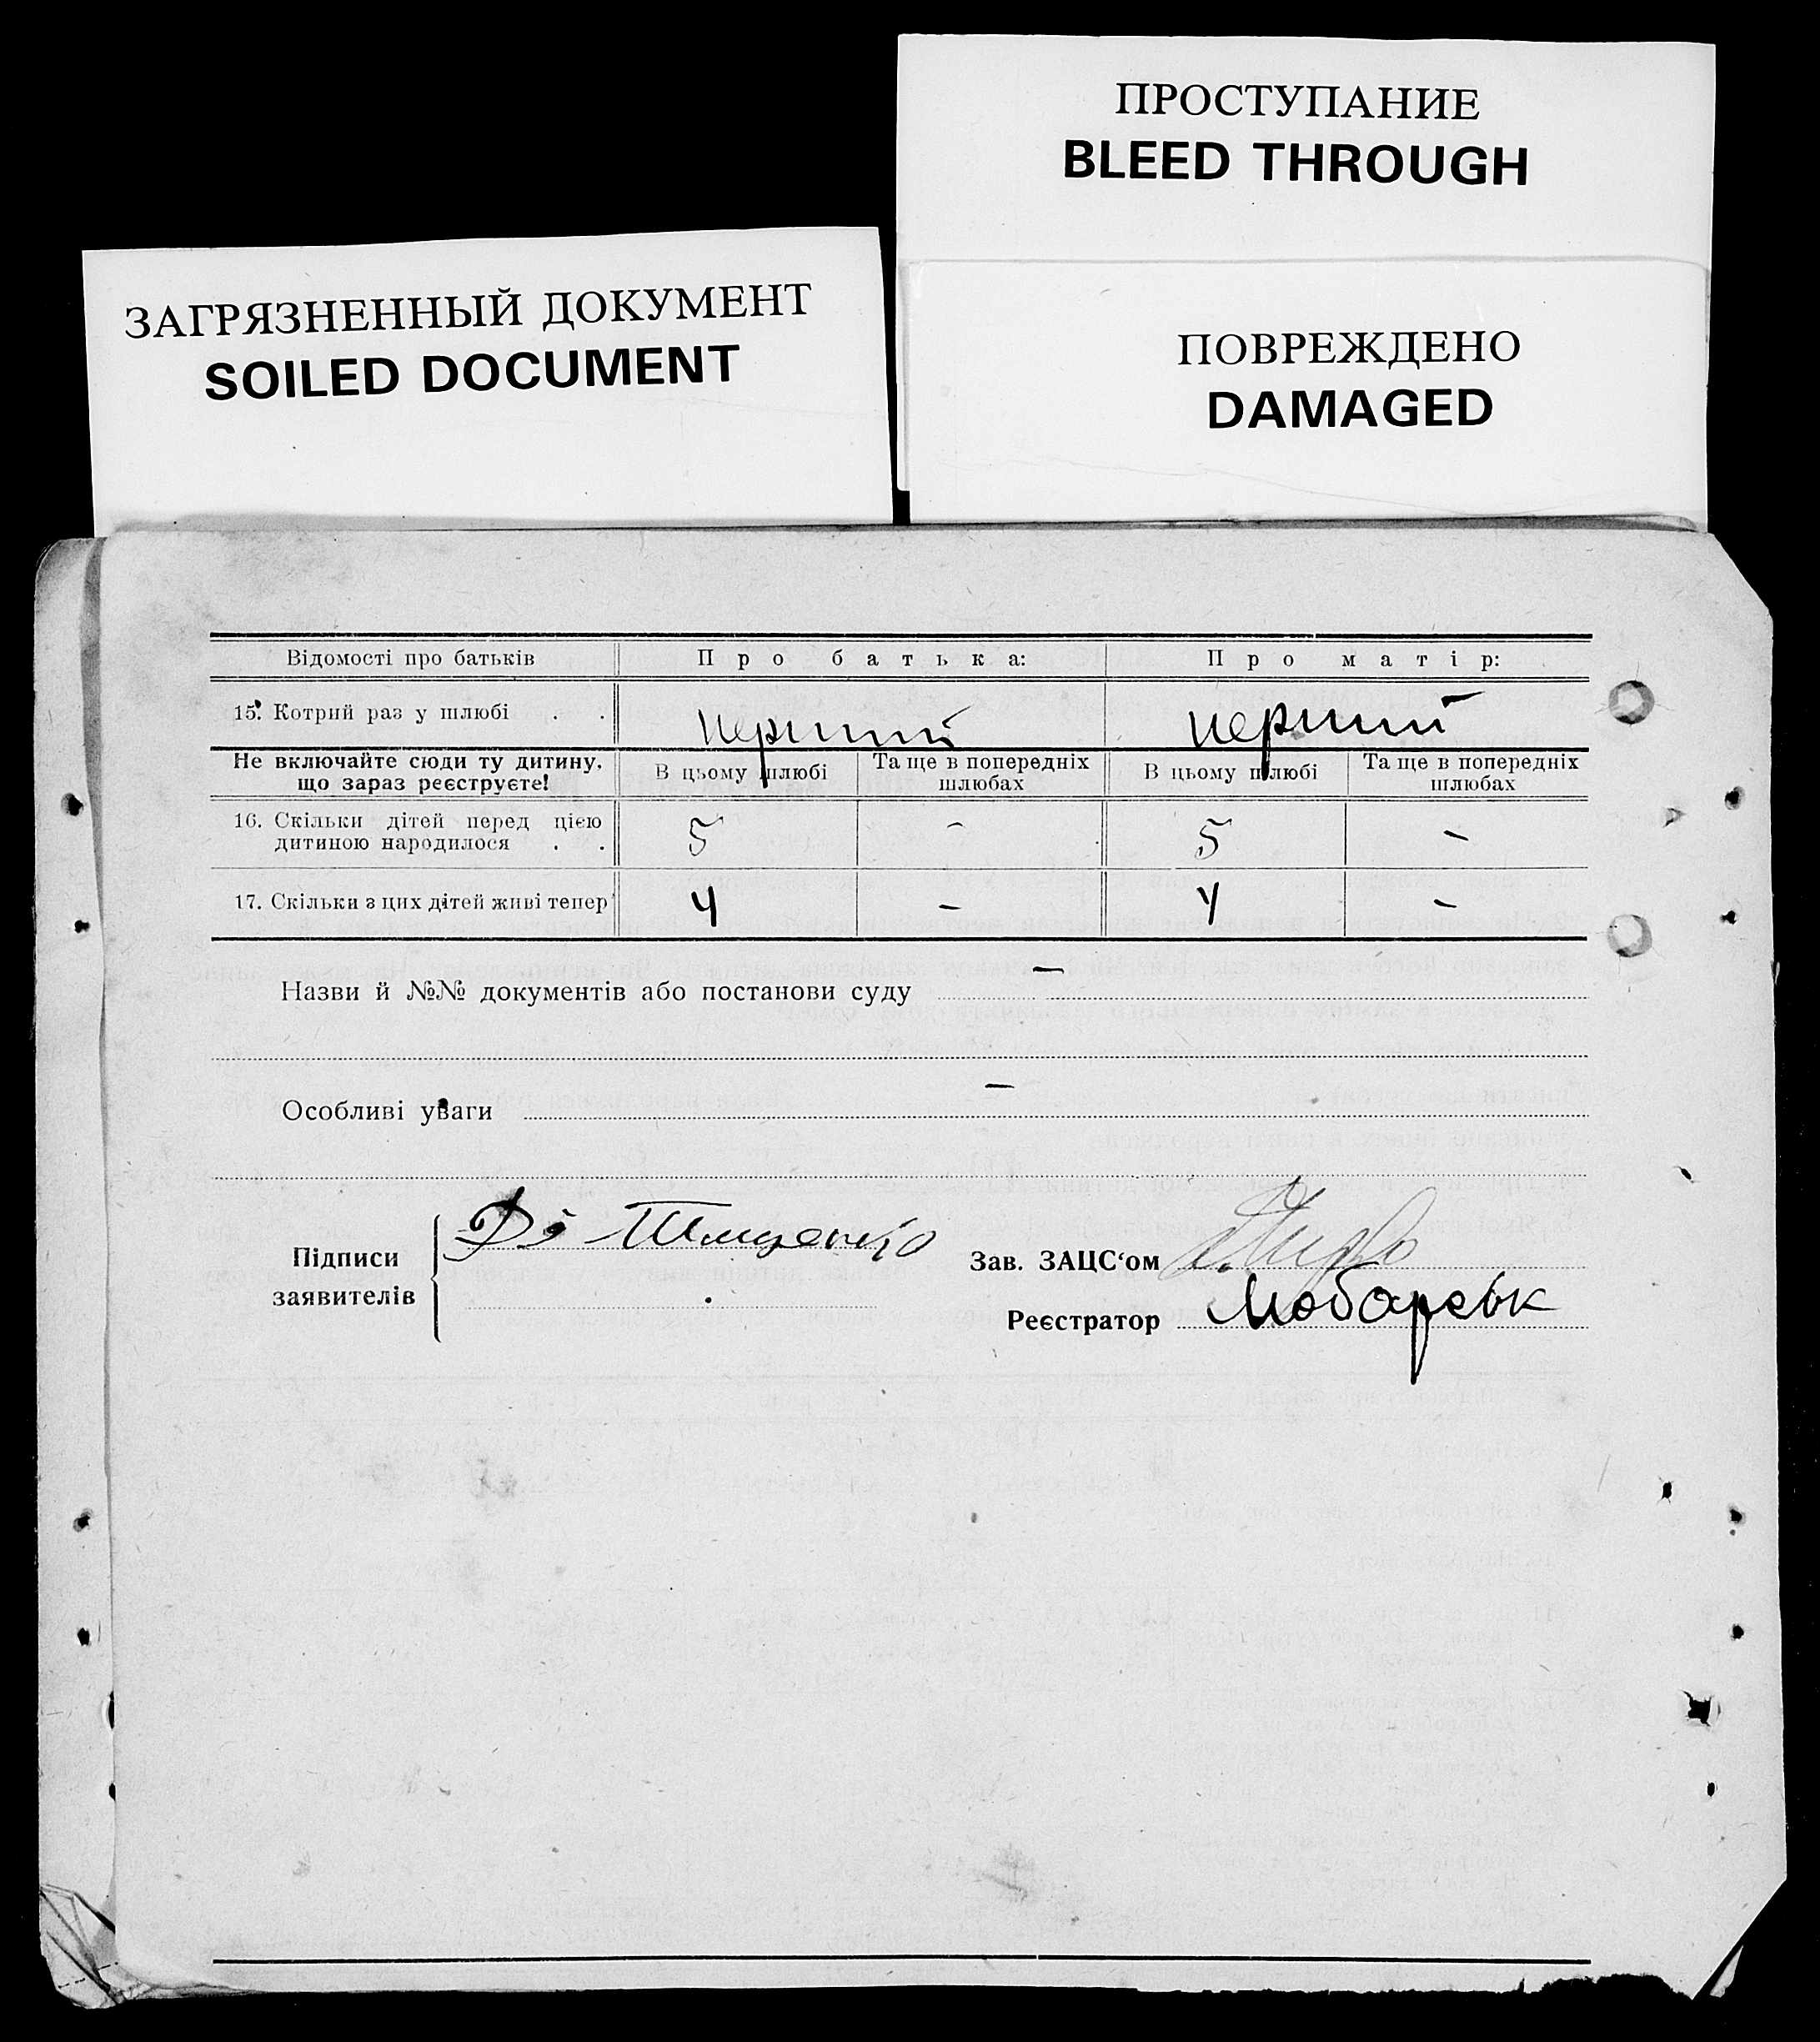 ПРОСТУПАНИЕ
BLEED THROUGH
ЗАГРЯЗНЕННЫЙ ДОКУМЕНТ
SOILED DOCUMENT
ПОВРЕЖДЕНО
DAMAGED
Відомості про батьків Про батька: Про матір:
15. Котрий раз у шлюбі . . перший перший
Не включайте сюди ту дитину, що зараз реєструєте! В цьому шлюбі Та ще в попередніх шлюбах В цьому шлюбі Та ще в попередніх шлюбах
16. Скільки дітей перед цією
дитиною народилося . . 5 - 5 -
17. Скільки з цих дітей живі тепер 4 - 4 -
Назви й №№ документів або постанови суду —
Особливі уваги —
Підписи
заявителів
Зав. ЗАЦС‘ом
Реєстратор